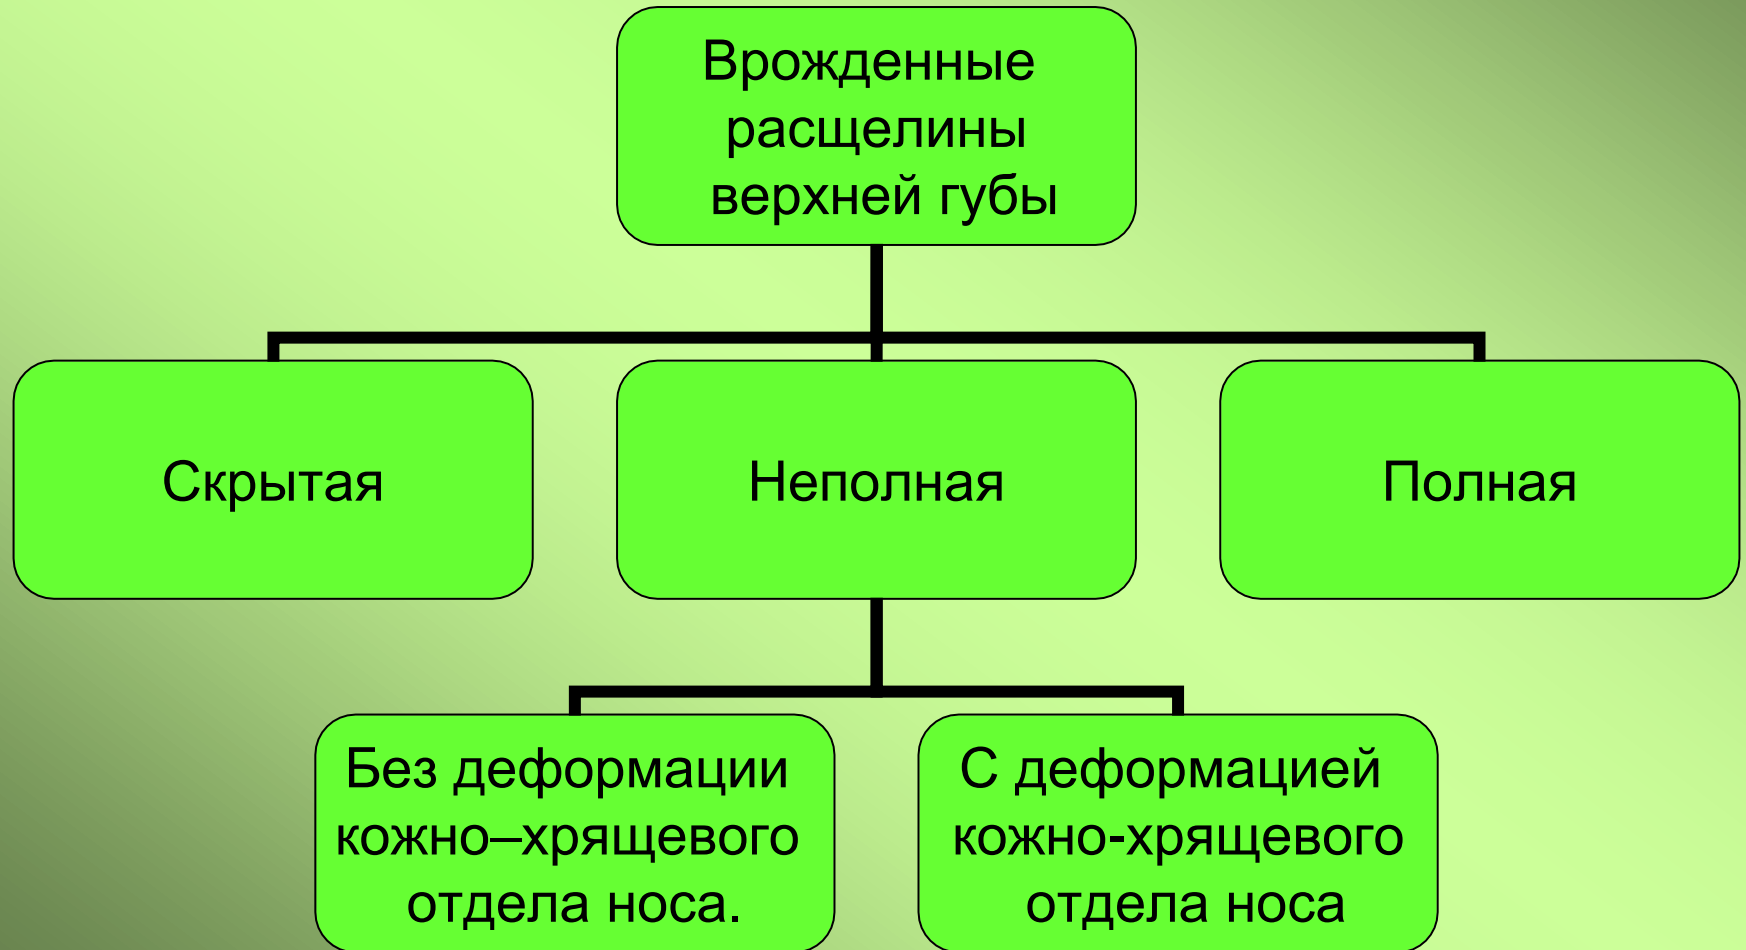 Врожденные
расщелины
верхней губы
Скрытая
Неполная
Полная
Без деформации
кожно–хрящевого
отдела носа.
С деформацией
кожно-хрящевого
отдела носа